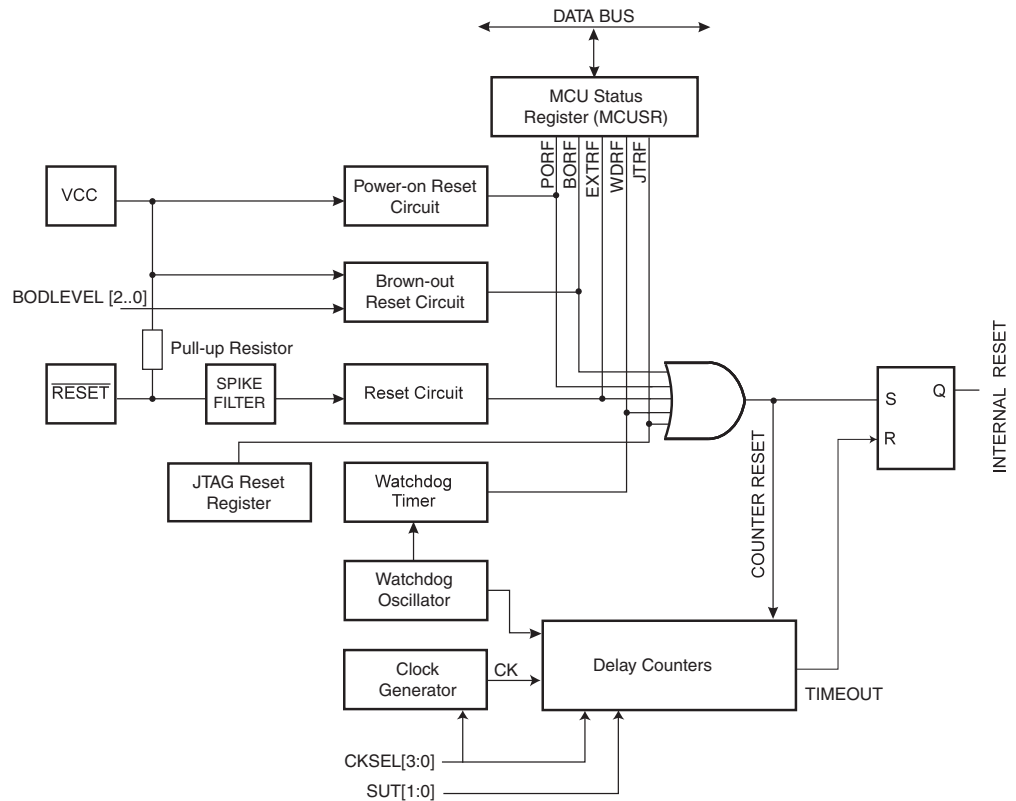 DATA BUS
MCU Status
Register (MCUSR)
PORF
BORF
EXTRF
WDRF
JTRF
VCC
Power-on Reset
Circuit
BODLEVEL [2..0]
Brown-out
Reset Circuit
Pull-up Resistor
RESET
SPIKE
FILTER
Reset Circuit
S
Q
R
INTERNAL RESET
JTAG Reset
Register
Watchdog
Timer
COUNTER RESET
Watchdog
Oscillator
Clock
Generator
CK
Delay Counters
TIMEOUT
CKSEL[3:0]
SUT[1:0]